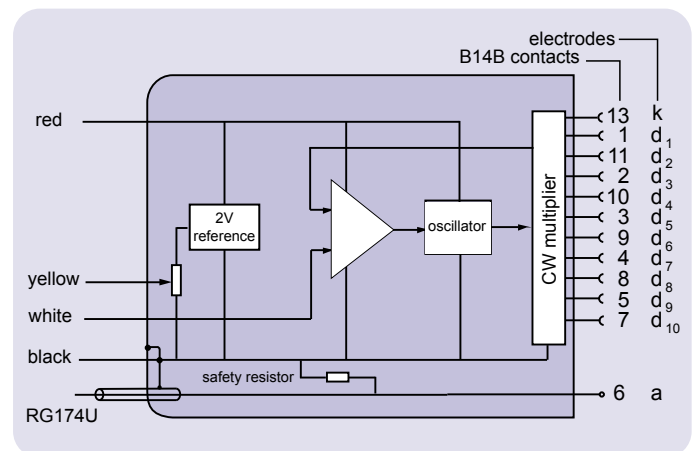 electrodes
B14B contacts
red
yellow
white
black
RG174U
2V
reference
oscillator
CW multiplier
safety resistor
13 k
1 d1
11 d2
2 d3
10 d4
3 d5
9 d6
4 d7
8 d8
5 d9
7 d10
6 a